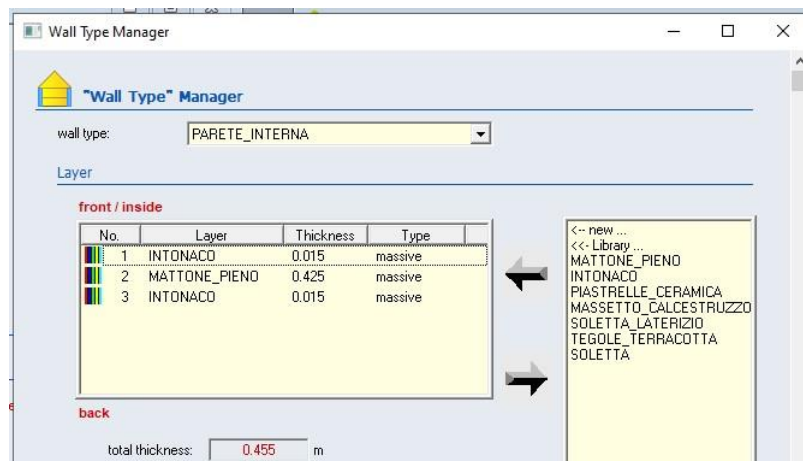 Wall Type Manager
"Wall Type" Manager
wall type: PARETE_INTERNA
Layer
front / inside
No. Layer Thickness Type
1 INTONACO 0.015 massive
2 MATTONE_PIENO 0.425 massive
3 INTONACO 0.015 massive
back
total thickness: 0.455 m
<-- new ...
<<- Library ...
MATTONE_PIENO
INTONACO
PIASTRELLE_CERAMICA
MASSETTO_CALCESTRUZZO
SOLETTA_LATERIZIO
TEGOLE_TERRACOTTA
SOLETTA